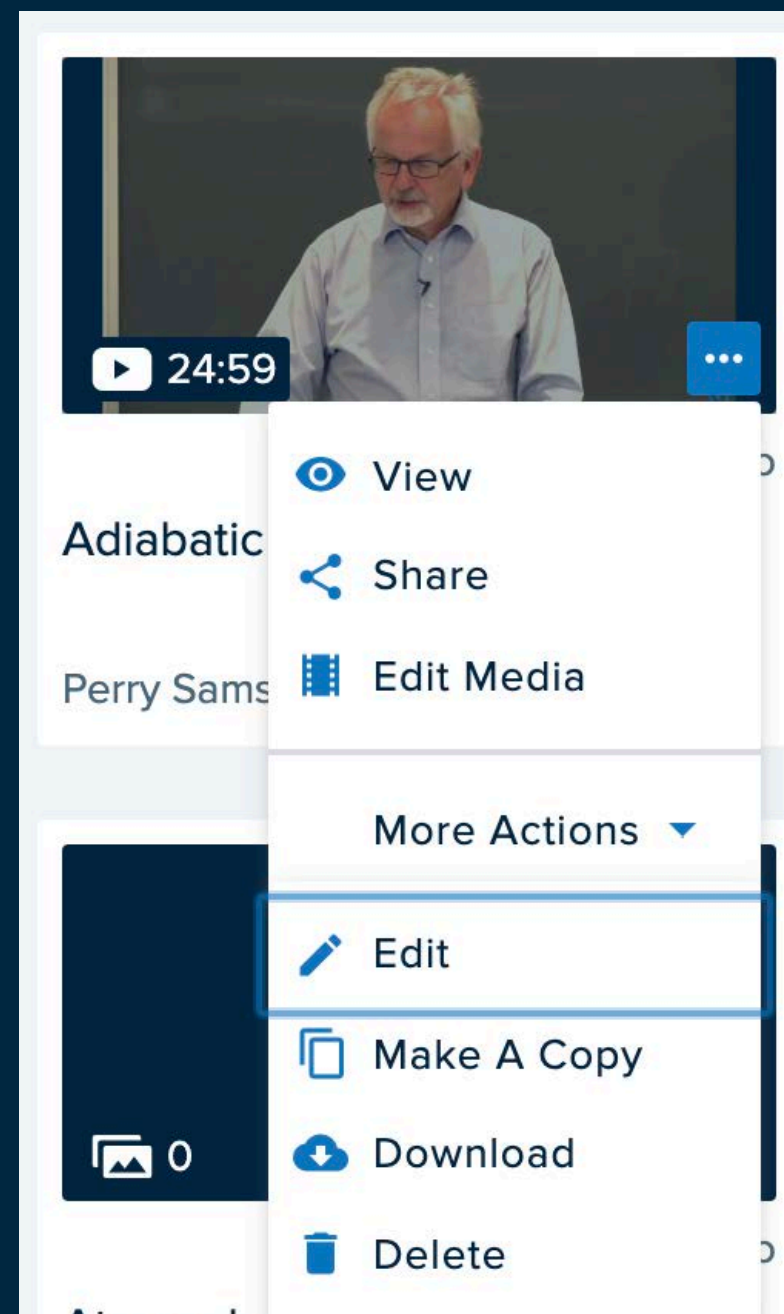 24:59
View
Adiabatic
Share
Perry Sams
Edit Media
More Actions
Edit
Make A Copy
0
Download
Delete